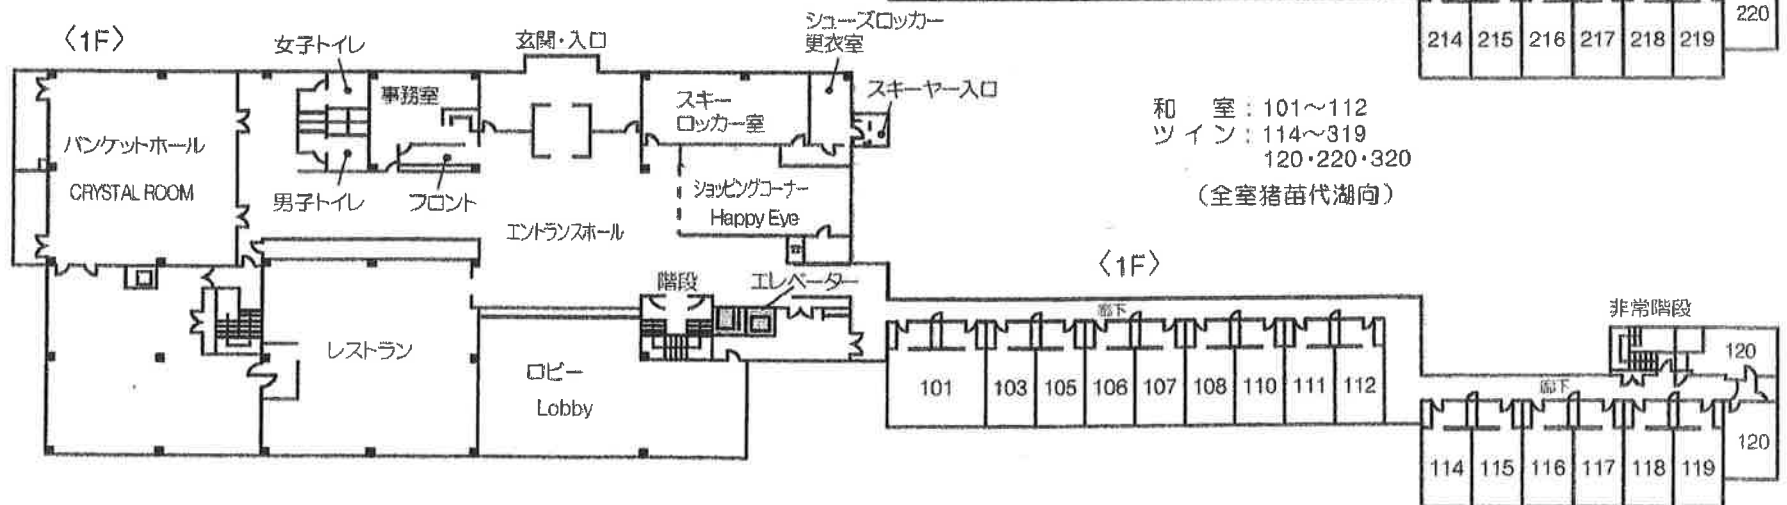 〈1F〉
女子トイレ
玄関・入口
シューズロッカー
更衣室
スキーヤー入口
事務室
スキー
ロッカー室
バンケットホール
CRYSTAL ROOM
男子トイレ
フロント
ショッピングコーナー
Happy Eye
エントランスホール
階段
エレベーター
レストラン
ロビー
Lobby
214 215 216 217 218 219
220
和　室：101〜112
ツイン：114〜319
120・220・320
（全室猪苗代湖向）
〈1F〉
廊下
101 103 105 106 107 108 110 111 112
非常階段
120
廊下
114 115 116 117 118 119
120